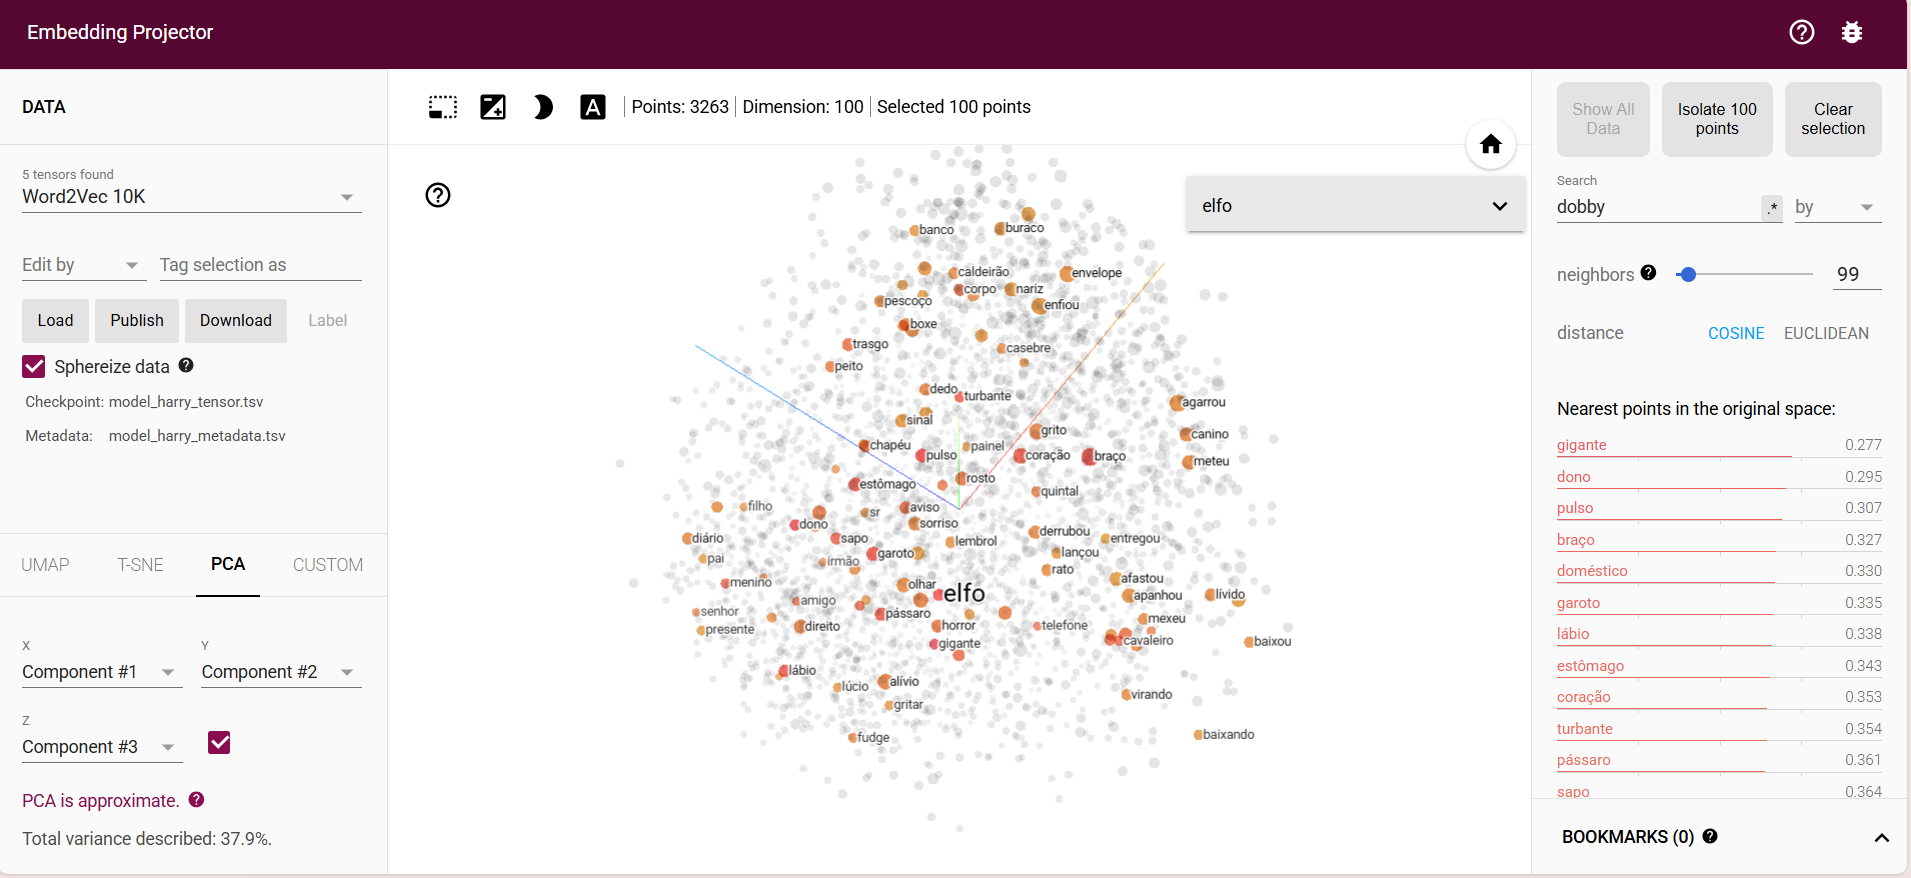 Embedding Projector
DATA
5 tensors found
Word2Vec 10K
Edit by
Tag selection as
Load
Publish
Download
Label
Sphereize data
Checkpoint: model_harry_tensor.tsv
Metadata: model_harry_metadata.tsv
UMAP
T-SNE
PCA
CUSTOM
X
Component #1
Y
Component #2
Z
Component #3
PCA is approximate.
Total variance described: 37.9%.
A
Points: 3263
Dimension: 100
Selected 100 points
elfo
banco
buraco
caldeirão
envelope
corpo
nariz
pescoço
enfiou
boxe
trasgo
casebre
peito
dedo
turbante
agarrou
sinal
grito
canino
chapéu
painel
pulso
coração
braço
meteu
rosto
estômago
quintal
filho
sr
aviso
dono
sorriso
diário
sapo
lembrol
derrubou
entregou
pai
irmão
garoto
lançou
rato
menino
olhar
afastou
elfo
apanhou
lívido
amigo
senhor
pássaro
mexeu
presente
direito
horror
telefone
gigante
cavaleiro
baixou
lábio
lúcio
alívio
virando
gritar
fudge
baixando
Show All
Data
Isolate 100
points
Clear
selection
Search
dobby
.*
by
neighbors
99
distance
COSINE
EUCLIDEAN
Nearest points in the original space:
gigante 0.277
dono 0.295
pulso 0.307
braço 0.327
doméstico 0.330
garoto 0.335
lábio 0.338
estômago 0.343
coração 0.353
turbante 0.354
pássaro 0.361
sapo 0.364
BOOKMARKS (0)